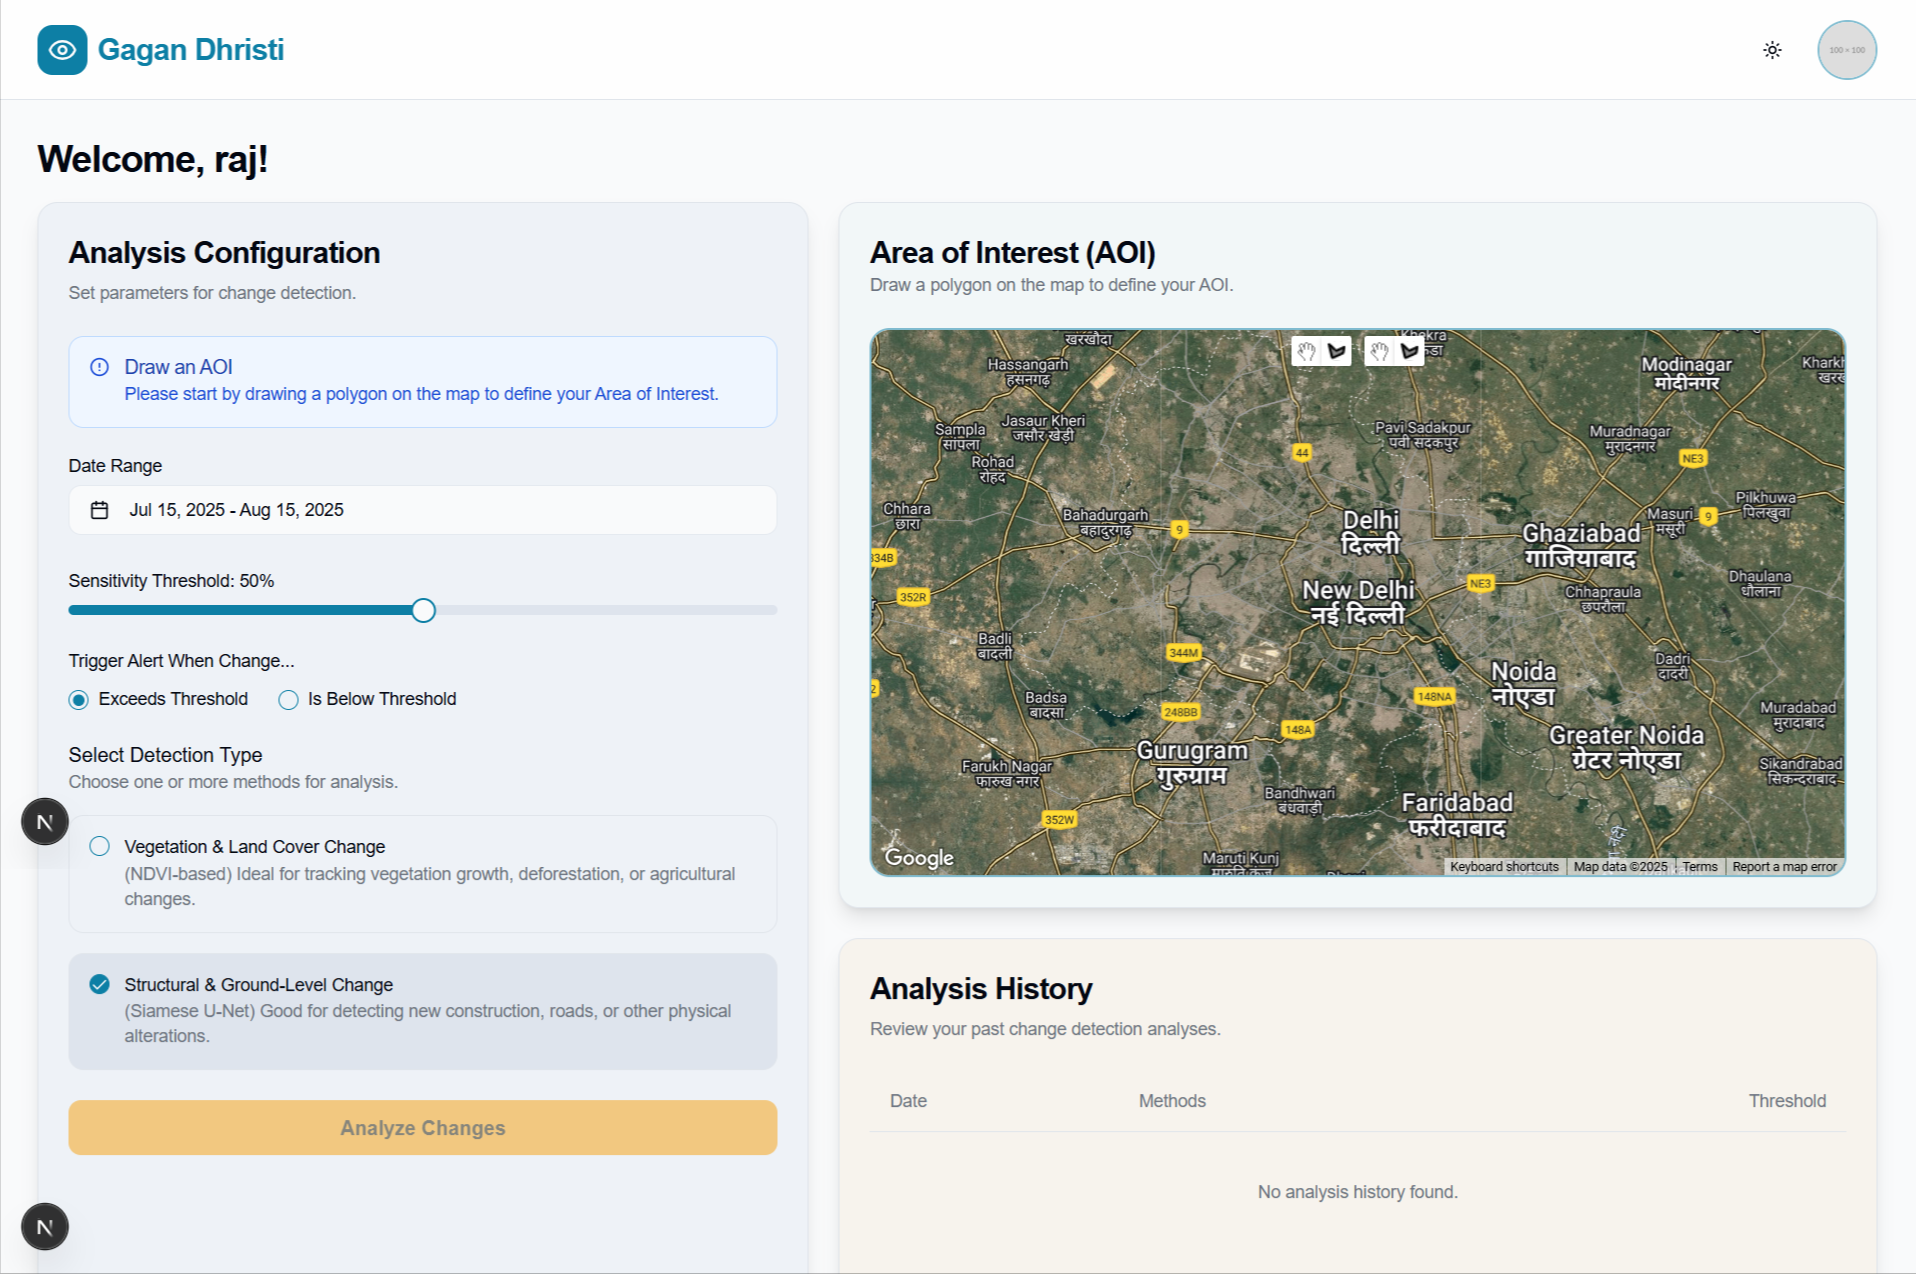 Gagan Dhristi
100 × 100
Welcome, raj!
Analysis Configuration
Set parameters for change detection.
Draw an AOI
Please start by drawing a polygon on the map to define your Area of Interest.
Date Range
Jul 15, 2025 - Aug 15, 2025
Sensitivity Threshold: 50%
Trigger Alert When Change...
Exceeds Threshold
Is Below Threshold
Select Detection Type
Choose one or more methods for analysis.
Vegetation & Land Cover Change
(NDVI-based) Ideal for tracking vegetation growth, deforestation, or agricultural
changes.
Structural & Ground-Level Change
(Siamese U-Net) Good for detecting new construction, roads, or other physical
alterations.
Analyze Changes
N
N
Area of Interest (AOI)
Draw a polygon on the map to define your AOI.
खरखौदा
Hassangarh
हसनगढ़
Modinagar
मोदीनगर
Jasaur Kheri
जसौर खेड़ी
Sampla
सांपला
Pavi Sadakpur
पवी सदकपुर
Muradnagar
मुरादनगर
44
NE3
Rohad
रोहद
Chhara
छारा
Bahadurgarh
बहादुरगढ़
9
Delhi
दिल्ली
Ghaziabad
गाजियाबाद
Masuri
मसूरी
9
Pilkhuwa
पिलखुवा
334B
352R
New Delhi
नई दिल्ली
NE3
Chhapraula
छपरौला
Dhaulana
धौलाना
Badli
बादली
344M
Noida
नोएडा
Dadri
दादरी
2
Badsa
बादसा
248BB
148A
148NA
Muradabad
मुरादाबाद
Gurugram
गुरुग्राम
Greater Noida
ग्रेटर नोएडा
Farukh Nagar
फारुख नगर
Bandhwari
बंधवाड़ी
Sikandrabad
सिकन्दराबाद
352W
Faridabad
फरीदाबाद
Maruti Kunj
Google
Keyboard shortcuts
Map data ©2025
Terms
Report a map error
Analysis History
Review your past change detection analyses.
Date
Methods
Threshold
No analysis history found.